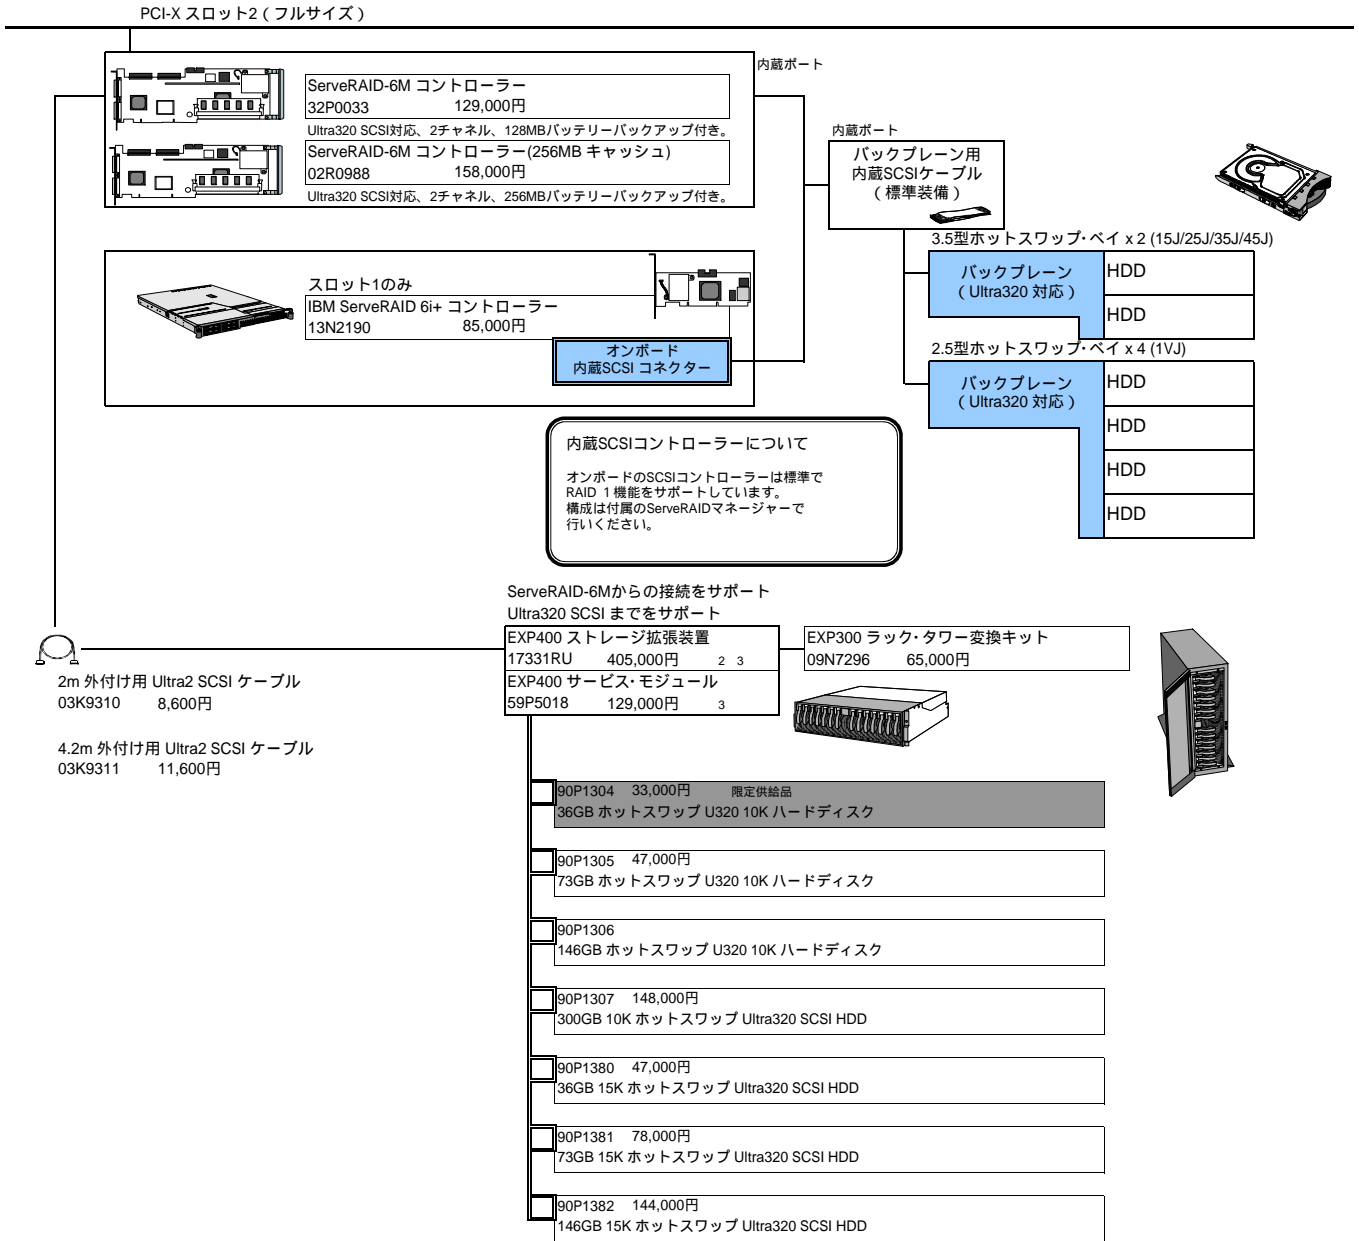 PCI-X スロット2（フルサイズ）
内蔵ポート
ServeRAID-6M コントローラー
32P0033 129,000円
Ultra320 SCSI対応、2チャネル、128MBバッテリーバックアップ付き。
ServeRAID-6M コントローラー(256MB キャッシュ)
02R0988 158,000円
Ultra320 SCSI対応、2チャネル、256MBバッテリーバックアップ付き。
内蔵ポート
バックプレーン用
内蔵SCSIケーブル
（標準装備）
スロット1のみ
IBM ServeRAID 6i+ コントローラー
13N2190 85,000円
オンボード
内蔵SCSI コネクター
3.5型ホットスワップ・ベイ x 2 (15J/25J/35J/45J)
バックプレーン
（Ultra320 対応）
HDD
HDD
2.5型ホットスワップ・ベイ x 4 (1VJ)
バックプレーン
（Ultra320 対応）
HDD
HDD
HDD
HDD
内蔵SCSIコントローラーについて
オンボードのSCSIコントローラーは標準で
RAID 1機能をサポートしています。
構成は付属のServeRAIDマネージャーで
行いください。
ServeRAID-6Mからの接続をサポート
Ultra320 SCSI までをサポート
EXP400 ストレージ拡張装置
17331RU 405,000円 2 3
EXP400 サービス・モジュール
59P5018 129,000円 3
EXP300 ラック・タワー変換キット
09N7296 65,000円
2m 外付け用 Ultra2 SCSI ケーブル
03K9310 8,600円
4.2m 外付け用 Ultra2 SCSI ケーブル
03K9311 11,600円
90P1304 33,000円 限定供給品
36GB ホットスワップ U320 10K ハードディスク
90P1305 47,000円
73GB ホットスワップ U320 10K ハードディスク
90P1306
146GB ホットスワップ U320 10K ハードディスク
90P1307 148,000円
300GB 10K ホットスワップ Ultra320 SCSI HDD
90P1380 47,000円
36GB 15K ホットスワップ Ultra320 SCSI HDD
90P1381 78,000円
73GB 15K ホットスワップ Ultra320 SCSI HDD
90P1382 144,000円
146GB 15K ホットスワップ Ultra320 SCSI HDD